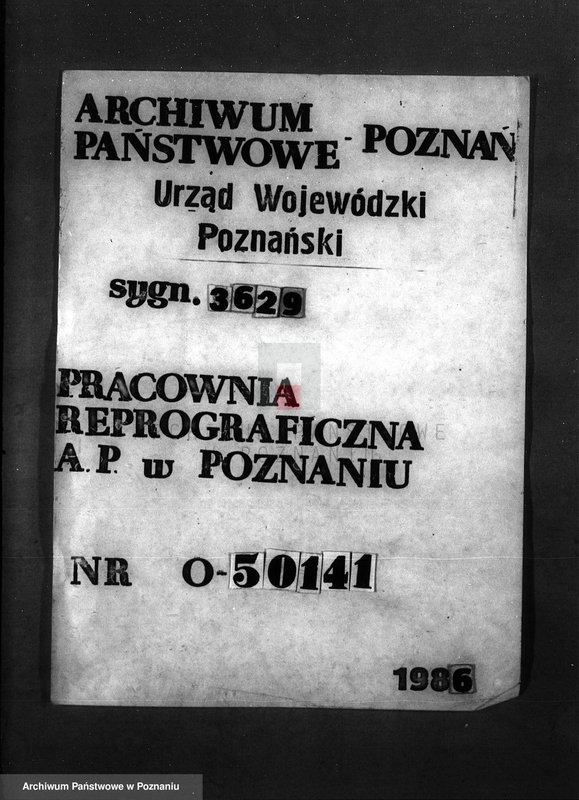 ARCHIWUM
PAŃSTWOWE - POZNAŃ
Urząd Wojewódzki
Poznański
sygn. 3629
PRACOWNIA
REPROGRAFICZNA
A.P. w POZNANIU
NR O-50141
1986
Archiwum Państwowe w Poznaniu